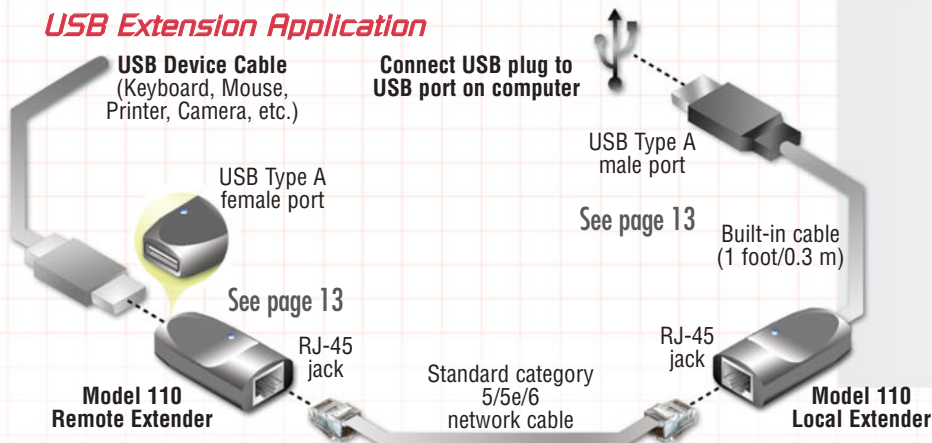 USB Extension Application
USB Device Cable
(Keyboard, Mouse,
Printer, Camera, etc.)
Connect USB plug to
USB port on computer
USB Type A
male port
USB Type A
female port
See page 13
Built-in cable
(1 foot/0.3 m)
See page 13
RJ-45
jack
RJ-45
jack
Standard category
5/5e/6
network cable
Model 110
Remote Extender
Model 110
Local Extender